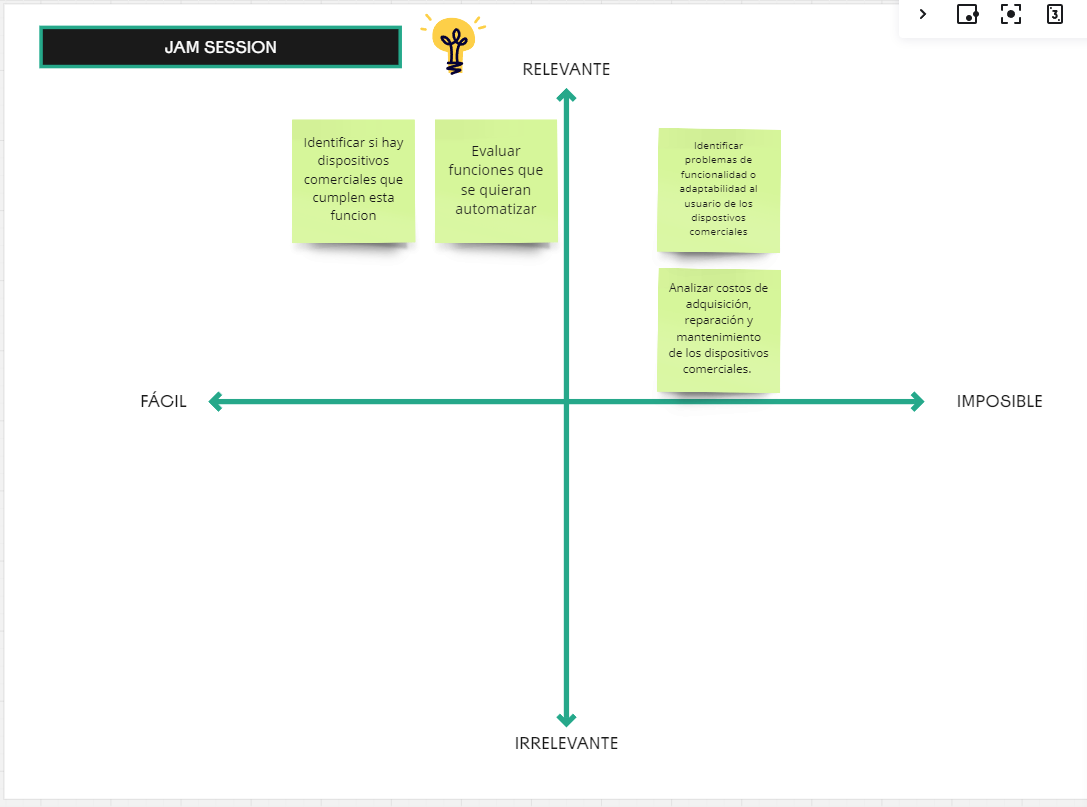 JAM SESSION
RELEVANTE
Identificar si hay
dispositivos
comerciales que
cumplen esta
funcion
Evaluar
funciones que
se quieran
automatizar
Identificar
problemas de
funcionalidad o
adaptabilidad al
usuario de los
dispostivos
comerciales
Analizar costos de
adquisición,
reparación y
mantenimiento
de los dispositivos
comerciales.
FÁCIL
IMPOSIBLE
IRRELEVANTE
3